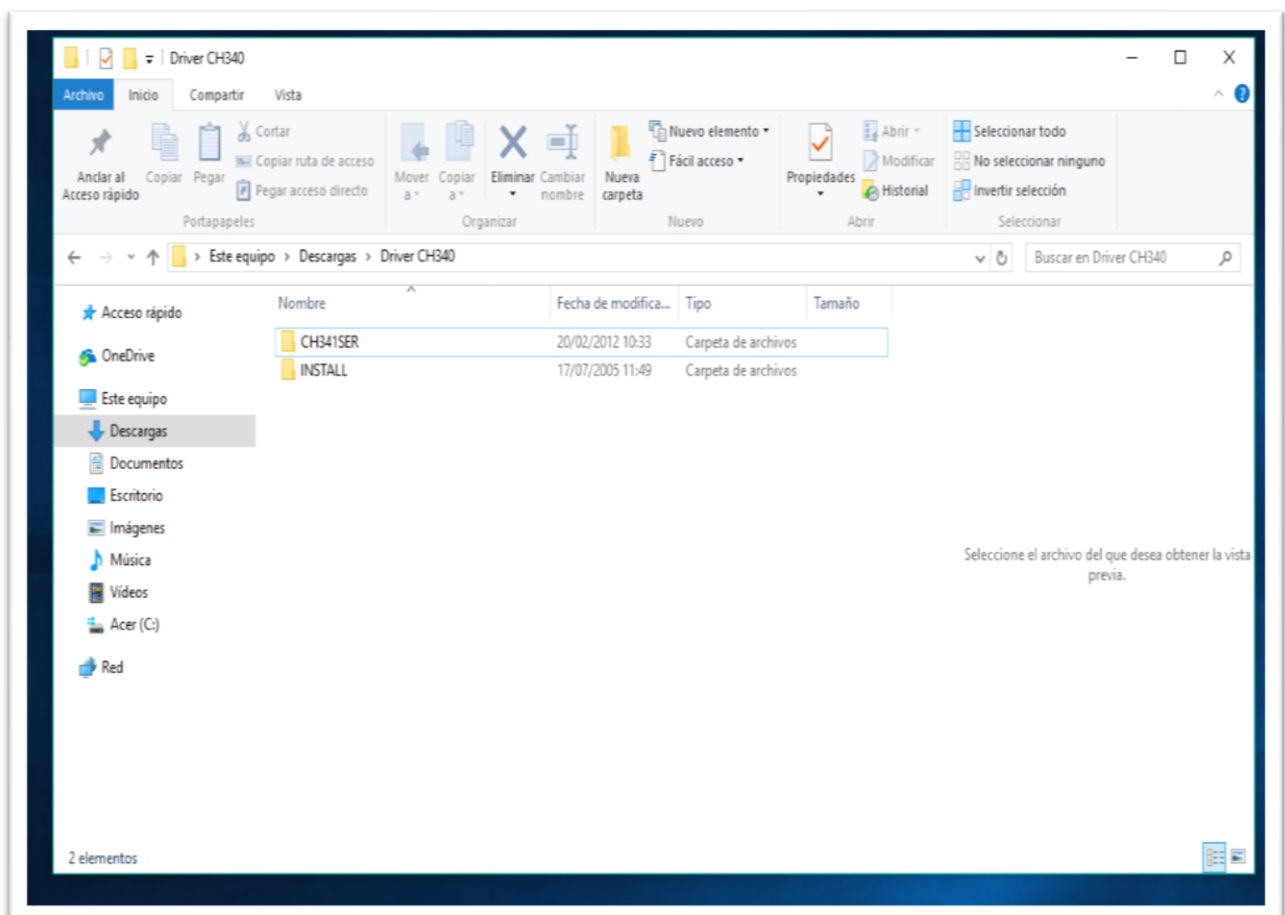 Driver CH340
Archivo Inicio Compartir Vista
Anclar al Acceso rápido
Copiar
Pegar
Cortar
Copiar ruta de acceso
Pegar acceso directo
Portapapeles
Mover a
Copiar a
Eliminar
Cambiar nombre
Organizar
Nueva carpeta
Nuevo elemento
Fácil acceso
Nuevo
Propiedades
Abrir
Modificar
Historial
Abrir
Seleccionar todo
No seleccionar ninguno
Invertir selección
Seleccionar
Este equipo > Descargas > Driver CH340
Buscar en Driver CH340
Acceso rápido
OneDrive
Este equipo
Descargas
Documentos
Escritorio
Imágenes
Música
Vídeos
Acer (C:)
Red
Nombre Fecha de modifica... Tipo Tamaño
CH341SER 20/02/2012 10:33 Carpeta de archivos
INSTALL 17/07/2005 11:49 Carpeta de archivos
Seleccione el archivo del que desea obtener la vista
previa.
2 elementos